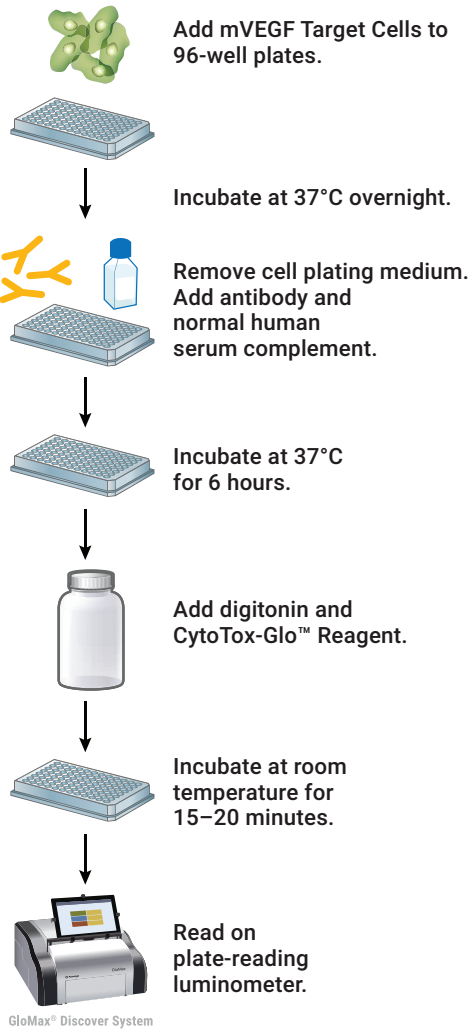 Add mVEGF Target Cells to
96-well plates.
Incubate at 37°C overnight.
Remove cell plating medium.
Add antibody and
normal human
serum complement.
Incubate at 37°C
for 6 hours.
Add digitonin and
CytoTox-Glo™ Reagent.
Incubate at room
temperature for
15–20 minutes.
Read on
plate-reading
luminometer.
GloMax® Discover System